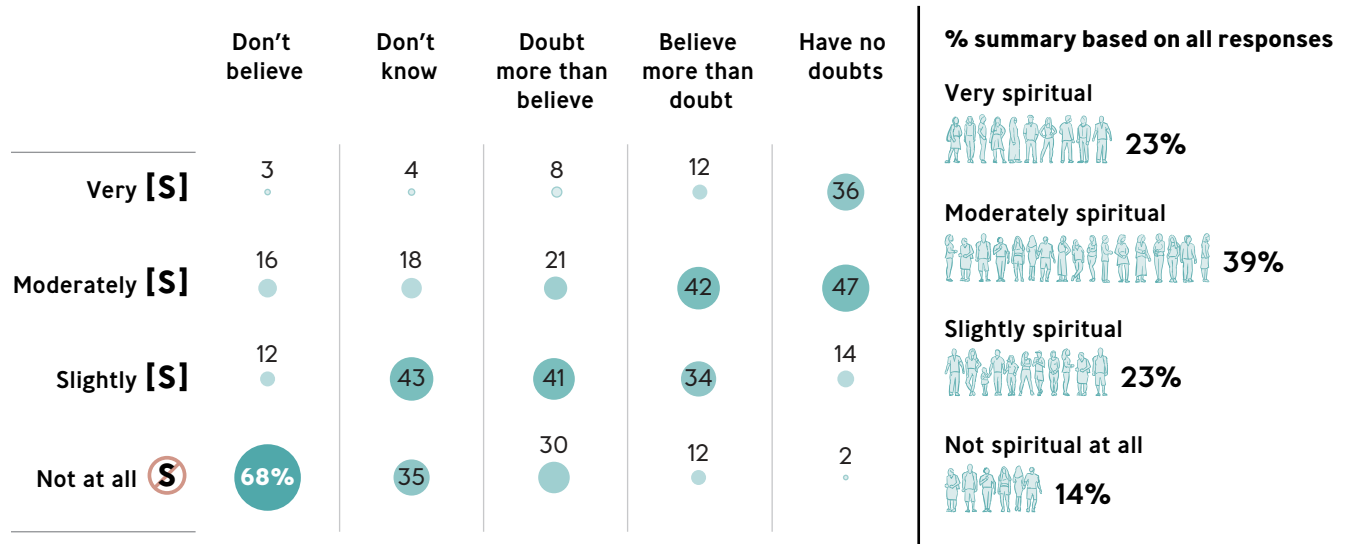 Don't
believe
Don't
know
Doubt
more than
believe
Believe
more than
doubt
Have no
doubts
Very [S]
3
4
8
12
36
Moderately [S]
16
18
21
42
47
Slightly [S]
12
43
41
34
14
Not at all S
68%
35
30
12
2
% summary based on all responses
Very spiritual
23%
Moderately spiritual
39%
Slightly spiritual
23%
Not spiritual at all
14%